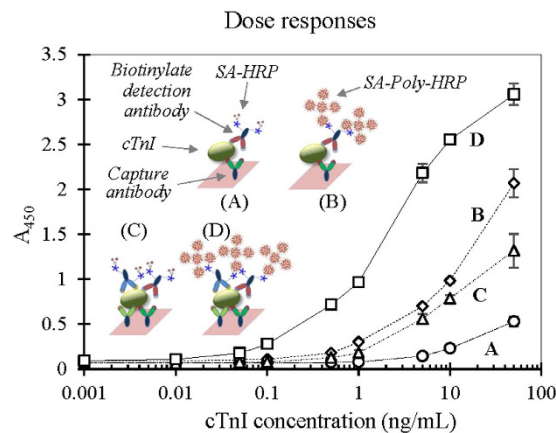 Dose responses
3.5
3
2.5
2
1.5
1
0.5
0
A450
Biotinylate
detection
antibody
SA-HRP
SA-Poly-HRP
cTnI
Capture
antibody
(A)
(B)
(C)
(D)
D
B
C
A
0.001 0.01 0.1 1 10 100
cTnI concentration (ng/mL)